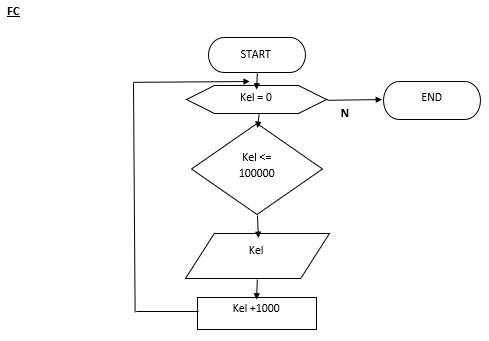 FC
START
Kel = 0
END
N
Kel <=
100000
Kel
Kel +1000